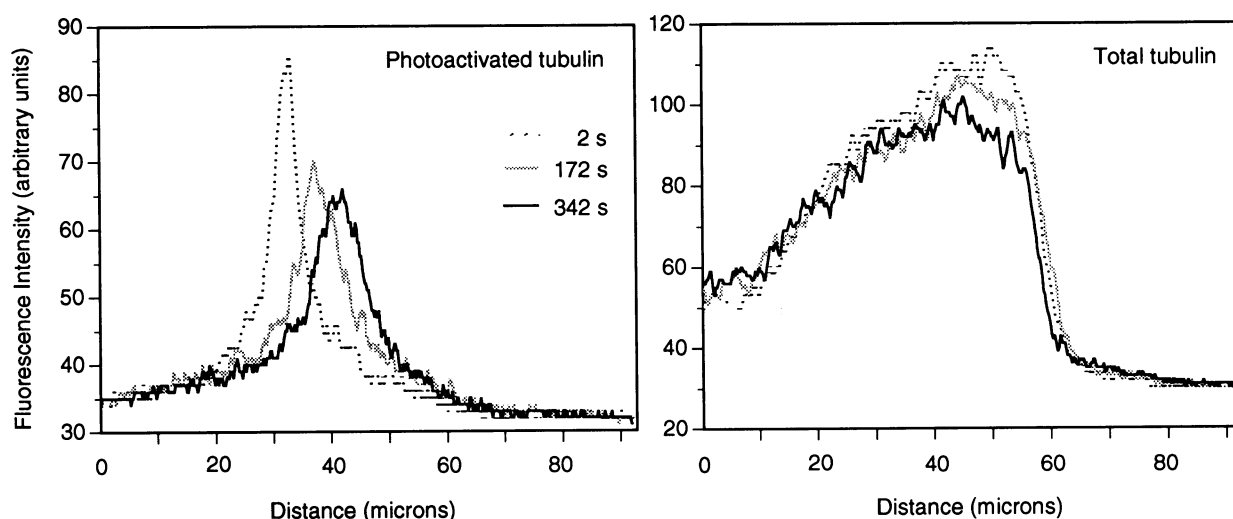 Fluorescence Intensity (arbitrary units)
90
80
70
60
50
40
30
Photoactivated tubulin
2 s
172 s
342 s
0
20
40
60
80
Distance (microns)
120
100
80
60
40
20
Total tubulin
0
20
40
60
80
Distance (microns)